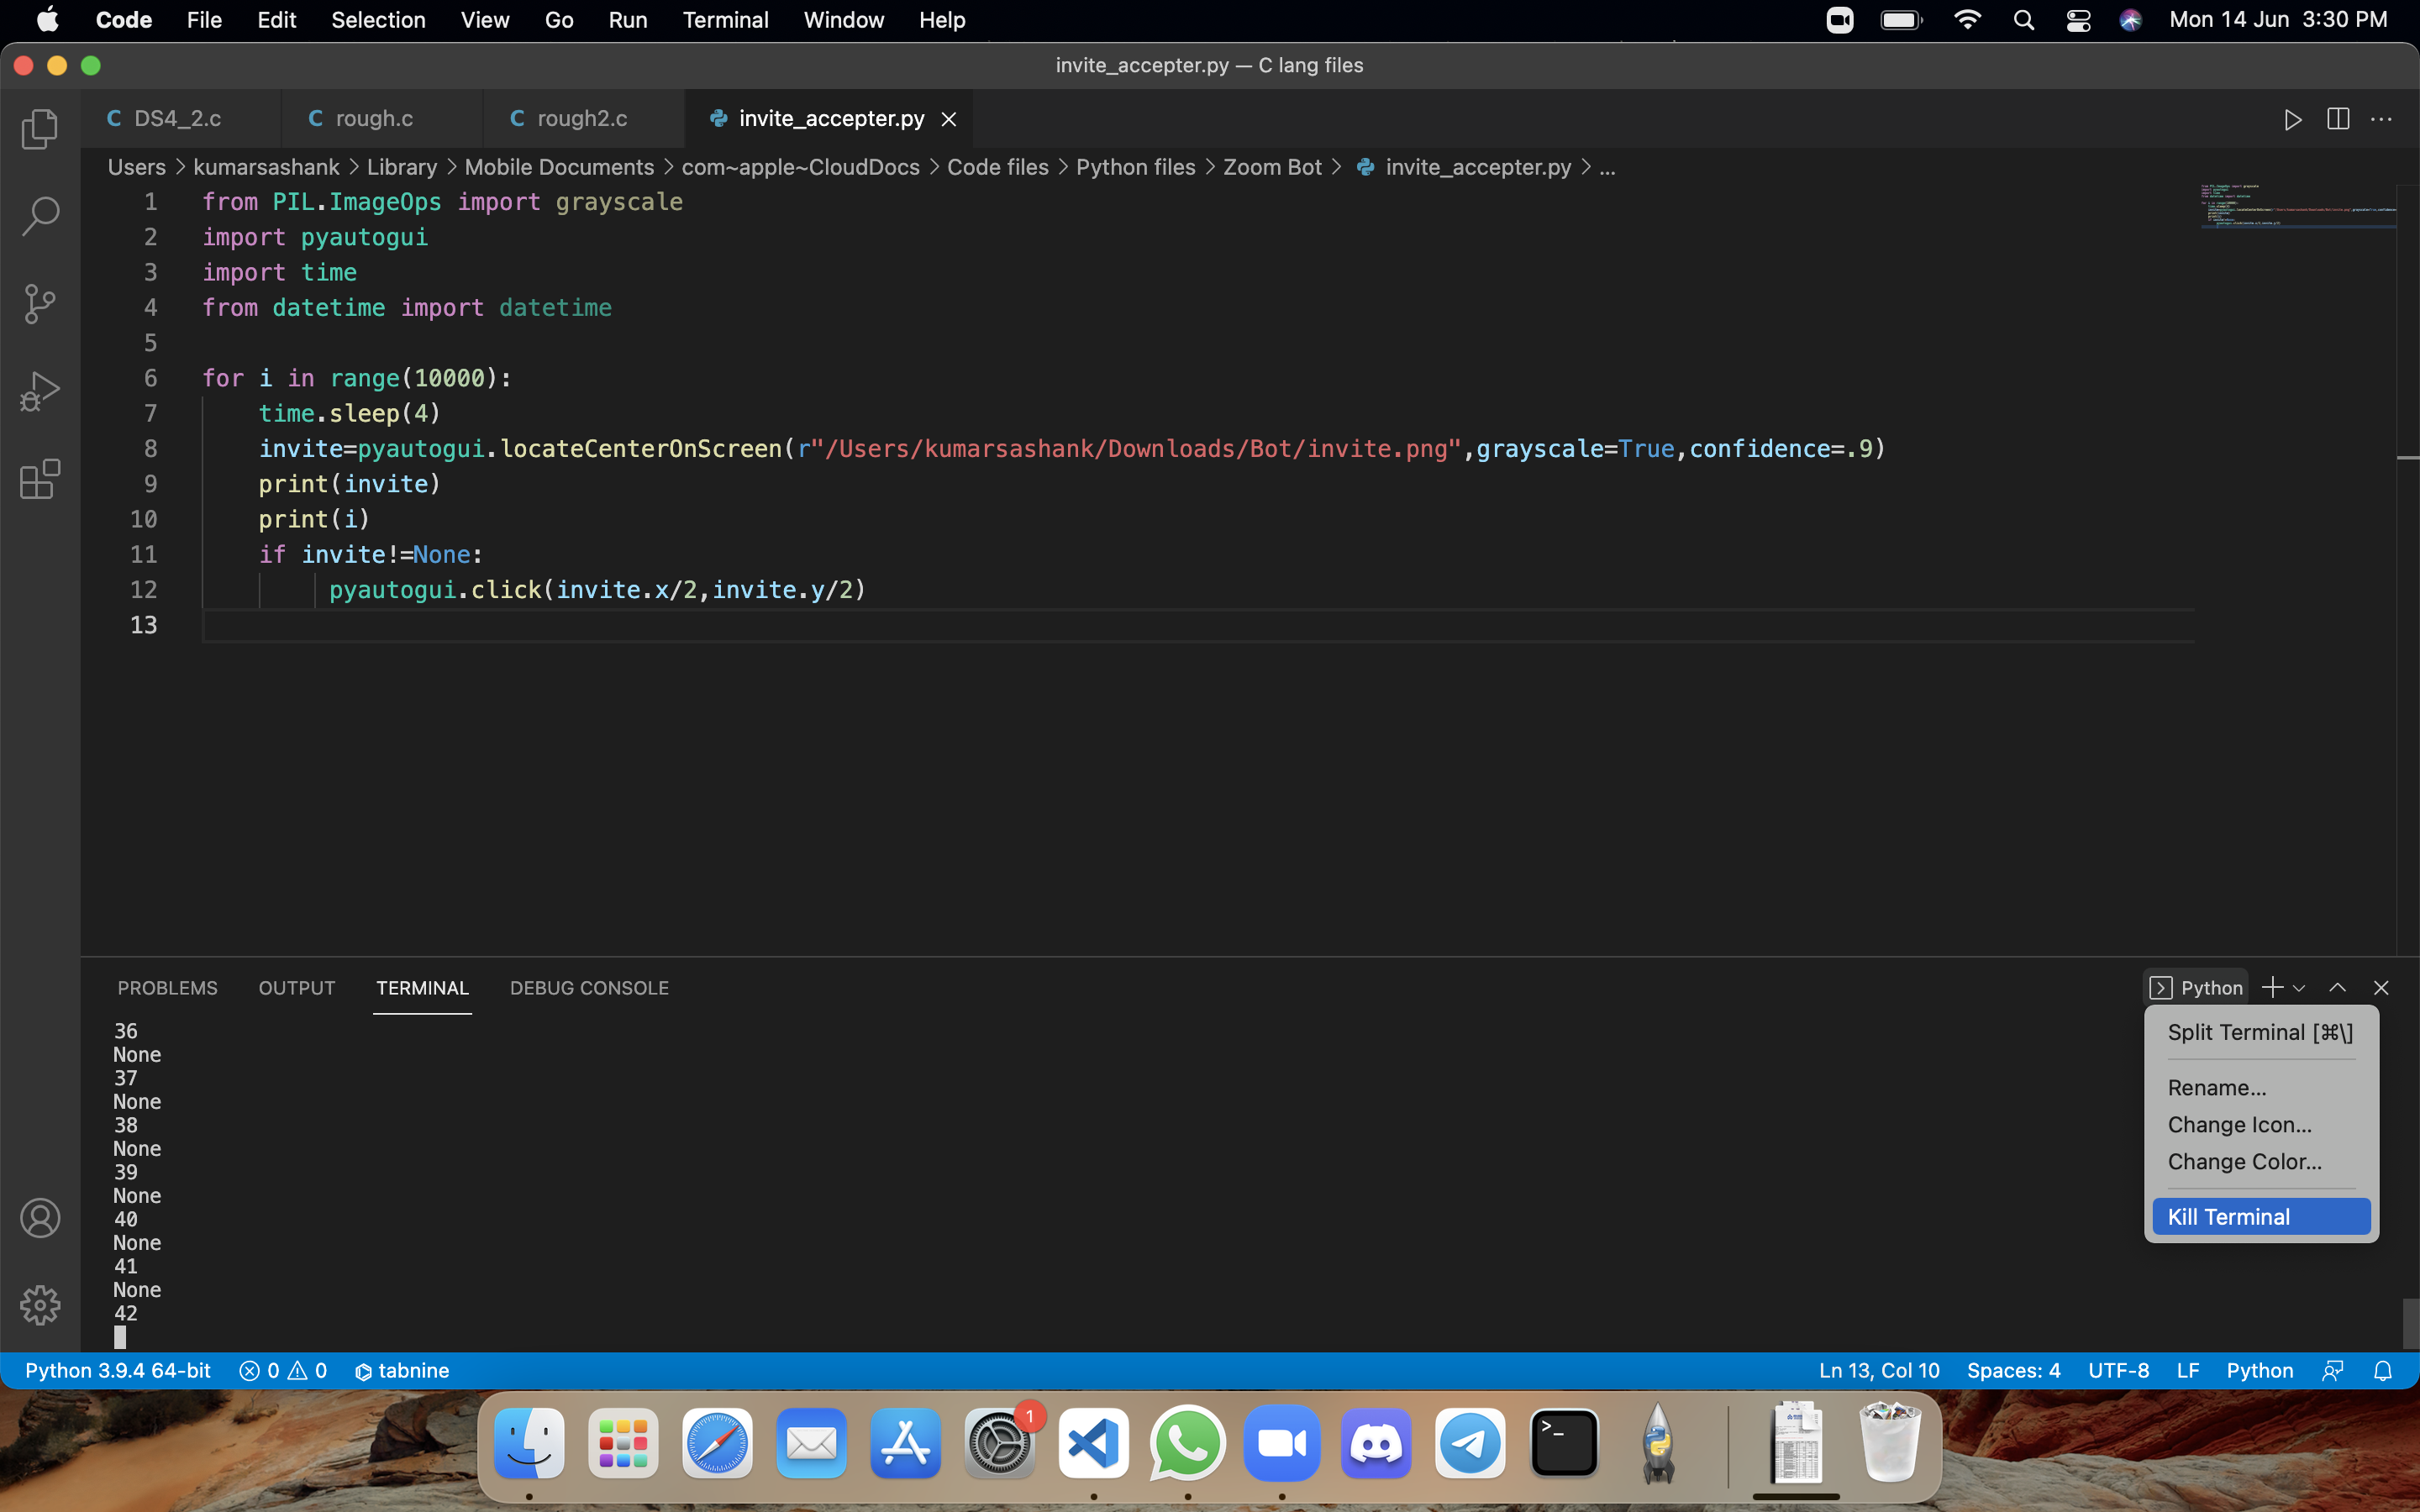 Code File Edit Selection View Go Run Terminal Window Help Mon 14 Jun 3:30 PM
invite_accepter.py — C lang files
C DS4_2.c C rough.c C rough2.c invite_accepter.py
Users > kumarsashank > Library > Mobile Documents > com~apple~CloudDocs > Code files > Python files > Zoom Bot > invite_accepter.py > ...
1 from PIL.ImageOps import grayscale
2 import pyautogui
3 import time
4 from datetime import datetime
5
6 for i in range(10000):
7 time.sleep(4)
8 invite=pyautogui.locateCenterOnScreen(r"/Users/kumarsashank/Downloads/Bot/invite.png",grayscale=True,confidence=.9)
9 print(invite)
10 print(i)
11 if invite!=None:
12 pyautogui.click(invite.x/2,invite.y/2)
13
PROBLEMS OUTPUT TERMINAL DEBUG CONSOLE Python
36
None
37
None
38
None
39
None
40
None
41
None
42
Split Terminal [⌘\]
Rename...
Change Icon...
Change Color...
Kill Terminal
Python 3.9.4 64-bit 0 0 tabnine Ln 13, Col 10 Spaces: 4 UTF-8 LF Python
1
>_